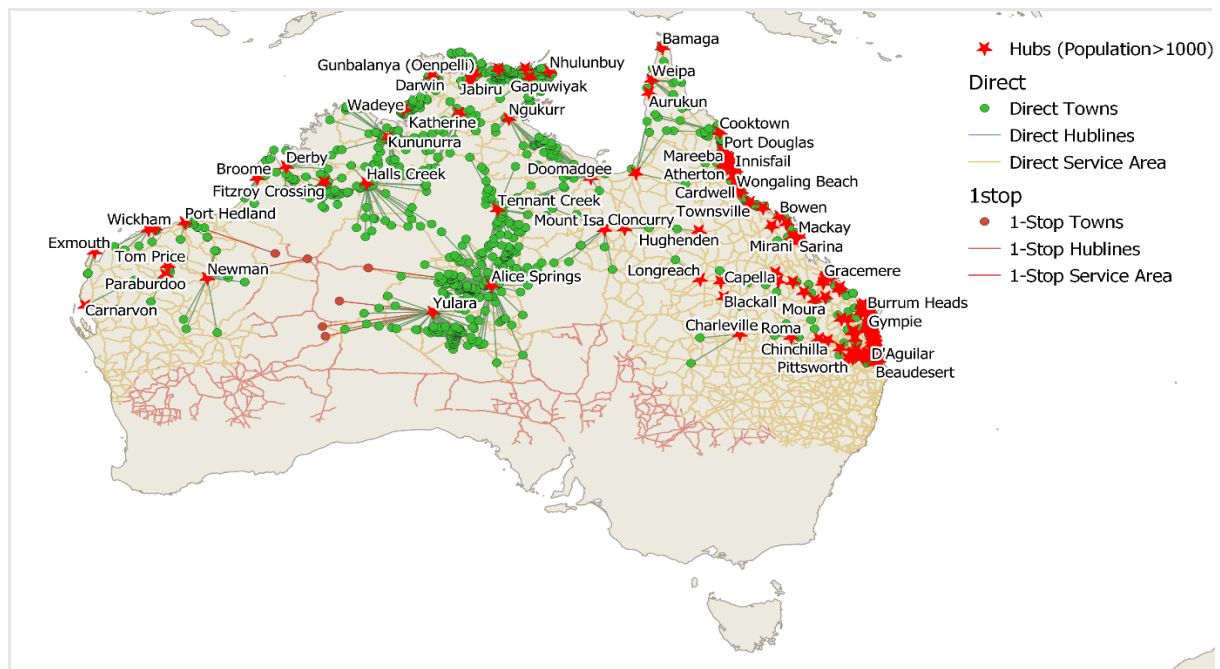 Bamaga
Gunbalanya (Oenpelli)
Nhulunbuy
Weipa
Darwin
Jabiru
Gapuwiyak
Aurukun
Wadeye
Ngukurr
Katherine
Cooktown
Kununurra
Port Douglas
Derby
Mareeba
Innisfail
Broome
Halls Creek
Doomadgee
Atherton
Fitzroy Crossing
Wongaling Beach
Cardwell
Tennant Creek
Bowen
Wickham
Port Hedland
Mount Isa
Cloncurry
Townsville
Mackay
Exmouth
Hughenden
Mirani
Sarina
Tom Price
Newman
Longreach
Capella
Gracemere
Paraburdoo
Alice Springs
Carnarvon
Yulara
Blackall
Moura
Burrum Heads
Gympie
Charleville
Roma
Chinchilla
D'Aguilar
Pittsworth
Beaudesert
Hubs (Population>1000)
Direct
Direct Towns
Direct Hublines
Direct Service Area
1stop
1-Stop Towns
1-Stop Hublines
1-Stop Service Area